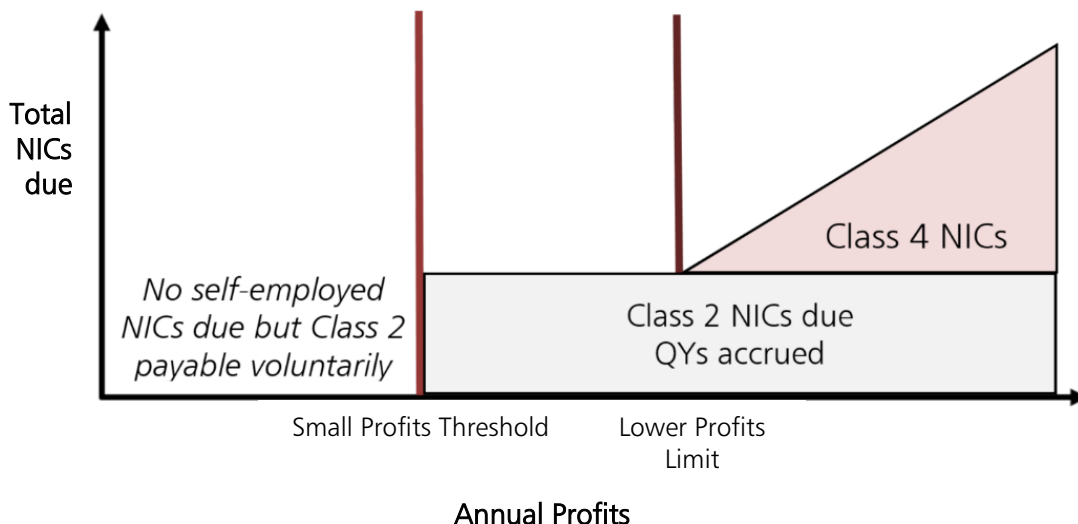 Total
NICs
due
Class 4 NICs
No self-employed
NICs due but Class 2
payable voluntarily
Class 2 NICs due
QYs accrued
Small Profits Threshold
Lower Profits
Limit
Annual Profits